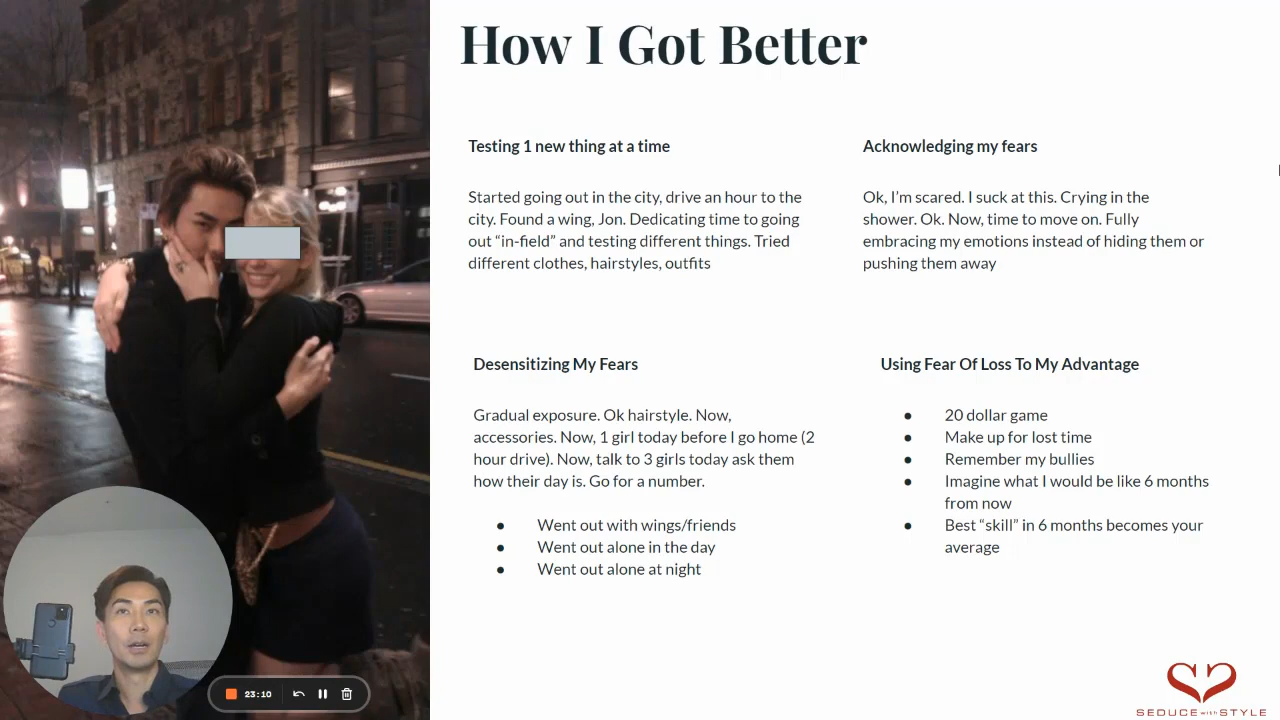 How I Got Better
Testing 1 new thing at a time
Started going out in the city, drive an hour to the
city. Found a wing, Jon. Dedicating time to going
out “in-field” and testing different things. Tried
different clothes, hairstyles, outfits
Acknowledging my fears
Ok, I’m scared. I suck at this. Crying in the
shower. Ok. Now, time to move on. Fully
embracing my emotions instead of hiding them or
pushing them away
Desensitizing My Fears
Gradual exposure. Ok hairstyle. Now,
accessories. Now, 1 girl today before I go home (2
hour drive). Now, talk to 3 girls today ask them
how their day is. Go for a number.
● Went out with wings/friends
● Went out alone in the day
● Went out alone at night
Using Fear Of Loss To My Advantage
● 20 dollar game
● Make up for lost time
● Remember my bullies
● Imagine what I would be like 6 months
from now
● Best “skill” in 6 months becomes your
average
23:10
SEDUCE with STYLE